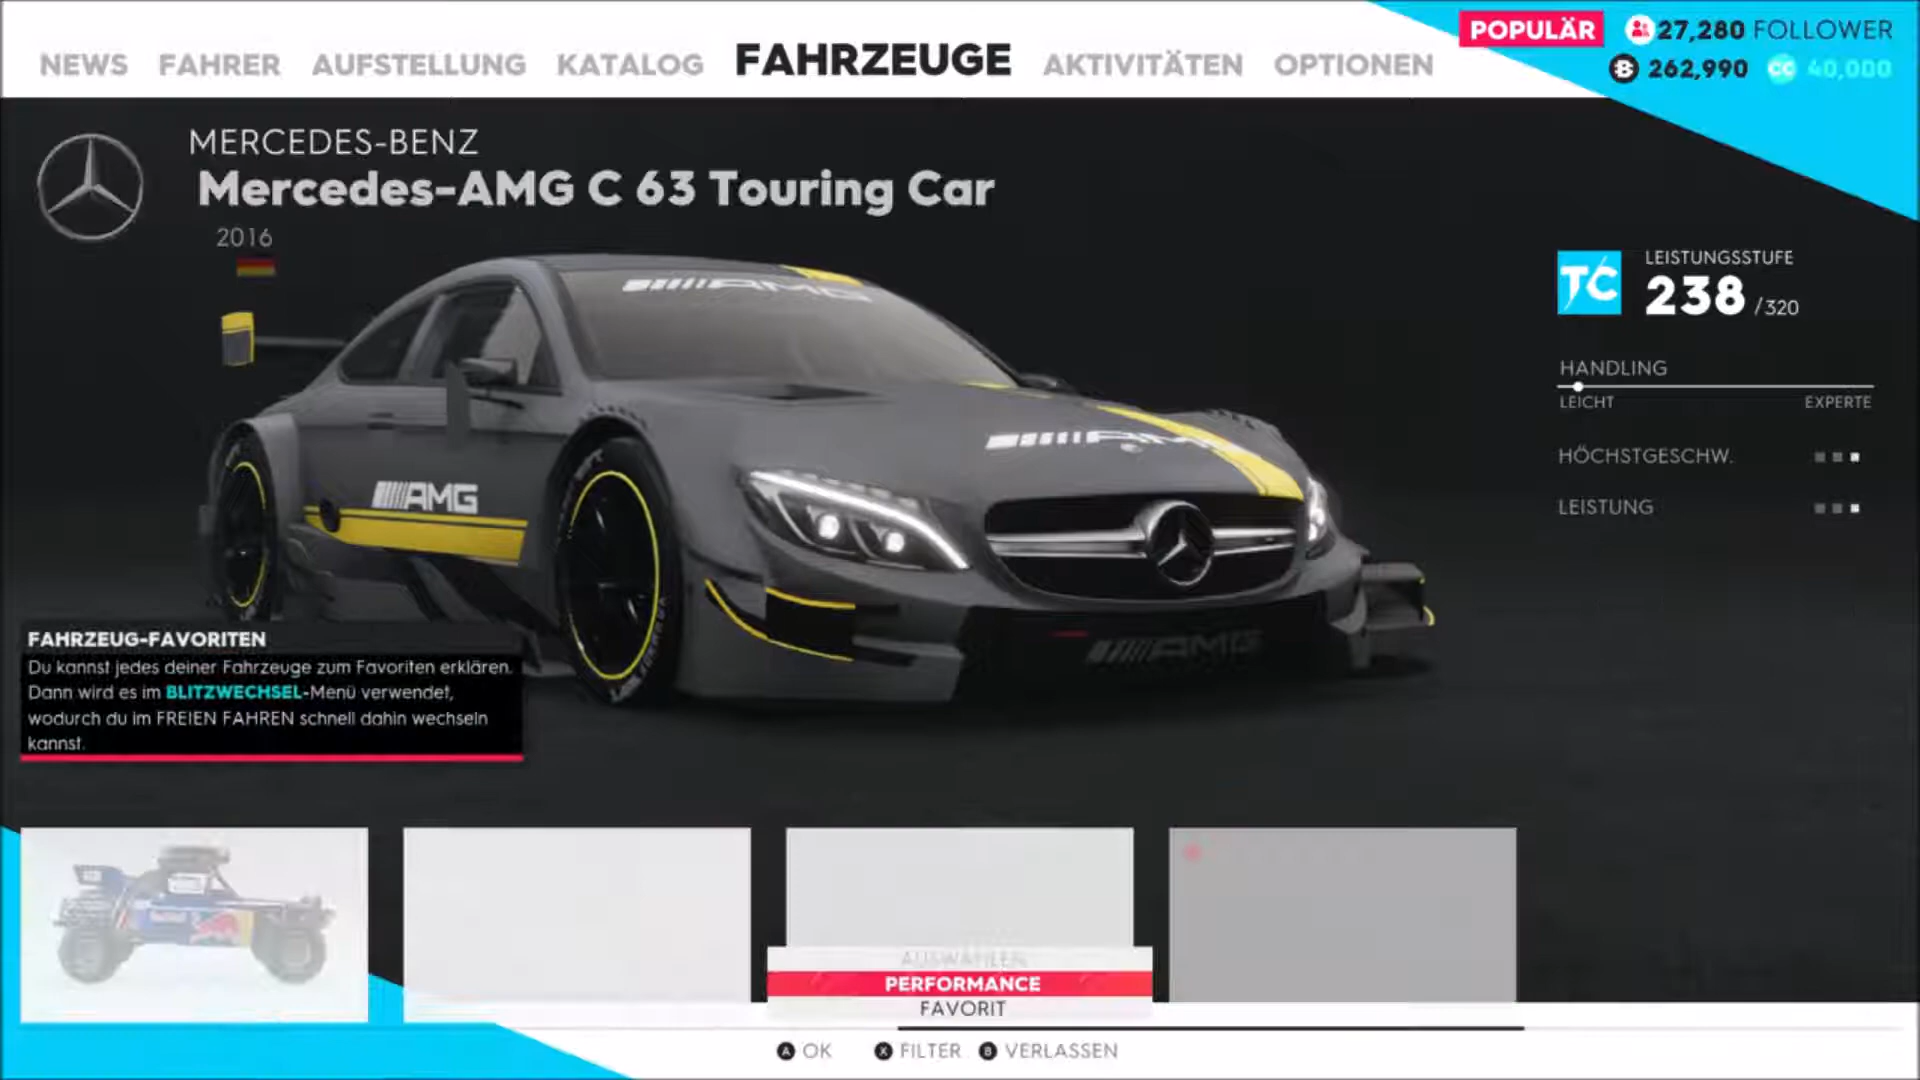 NEWS FAHRER AUFSTELLUNG KATALOG FAHRZEUGE AKTIVITÄTEN OPTIONEN
POPULÄR 27,280 FOLLOWER
262,990 CC 40,000
MERCEDES-BENZ
Mercedes-AMG C 63 Touring Car
2016
TC LEISTUNGSSTUFE
238 /320
HANDLING
LEICHT EXPERTE
HÖCHSTGESCHW.
LEISTUNG
AMG
AMG
AMG
AMG
FAHRZEUG-FAVORITEN
Du kannst jedes deiner Fahrzeuge zum Favoriten erklären.
Dann wird es im BLITZWECHSEL-Menü verwendet,
wodurch du im FREIEN FAHREN schnell dahin wechseln
kannst.
AUSWÄHLEN
PERFORMANCE
FAVORIT
A OK X FILTER B VERLASSEN